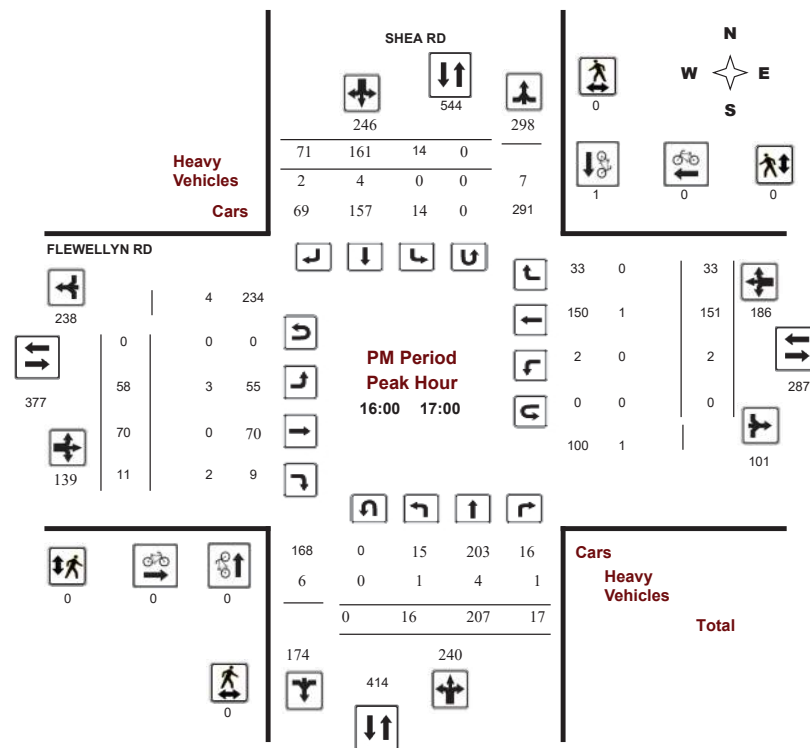 SHEA RD
N
W E
S
544
0
246
298
71 161 14 0
Heavy
Vehicles
2 4 0 0 7
Cars
69 157 14 0 291
1 0 0
FLEWELLYN RD
238
4 234
33 0 33
150 1 151 186
0 0 0
PM Period
Peak Hour
16:00 17:00
377
58 3 55
2 0 2
287
70 0 70
0 0 0
139
11 2 9
100 1
101
168 0 15 203 16
Cars
6 0 1 4 1
Heavy
Vehicles
0 0 0
0 16 207 17
Total
174
240
414
0